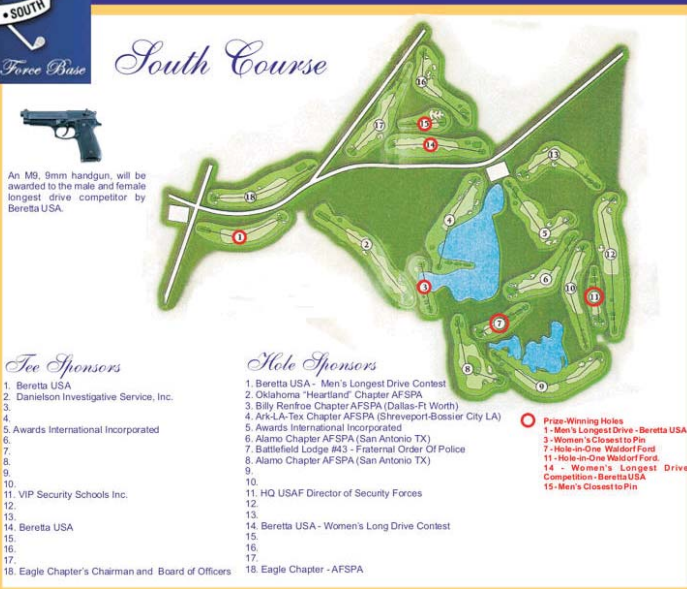 • SOUTH
Force Base
South Course
An M9, 9mm handgun, will be
awarded to the male and female
longest drive competitor by
Beretta USA.
16
17
15
14
13
18
1
2
4
5
12
3
6
10
11
7
8
9
Tee Sponsors
1. Beretta USA
2. Danielson Investigative Service, Inc.
3.
4.
5. Awards International Incorporated
6.
7.
8.
9.
10.
11. VIP Security Schools Inc.
12.
13.
14. Beretta USA
15.
16.
17.
18. Eagle Chapter's Chairman and Board of Officers
Hole Sponsors
1. Beretta USA - Men's Longest Drive Contest
2. Oklahoma "Heartland" Chapter AFSPA
3. Billy Renfroe Chapter AFSPA (Dallas-Ft Worth)
4. Ark-LA-Tex Chapter AFSPA (Shreveport-Bossier City LA)
5. Awards International Incorporated
6. Alamo Chapter AFSPA (San Antonio TX)
7. Battlefield Lodge #43 - Fraternal Order Of Police
8. Alamo Chapter AFSPA (San Antonio TX)
9.
10.
11. HQ USAF Director of Security Forces
12.
13.
14. Beretta USA - Women's Long Drive Contest
15.
16.
17.
18. Eagle Chapter - AFSPA
Prize-Winning Holes
1 - Men's Longest Drive - Beretta USA
3 - Women's Closest to Pin
7 - Hole-in-One Waldorf Ford
11 - Hole-in-One Waldorf Ford.
14 - Women's Longest Drive
Competition - Beretta USA
15 - Men's Closest to Pin